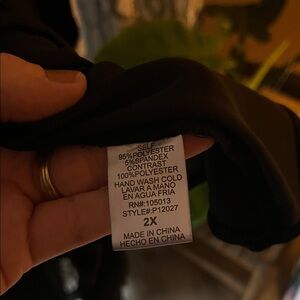 SELF
95%POLYESTER
5%SPANDEX
CONTRAST
100%POLYESTER
HAND WASH COLD
LAVAR A MANO
EN AGUA FRIA
RN#:105013
STYLE#:P12027
2X
MADE IN CHINA
HECHO EN CHINA